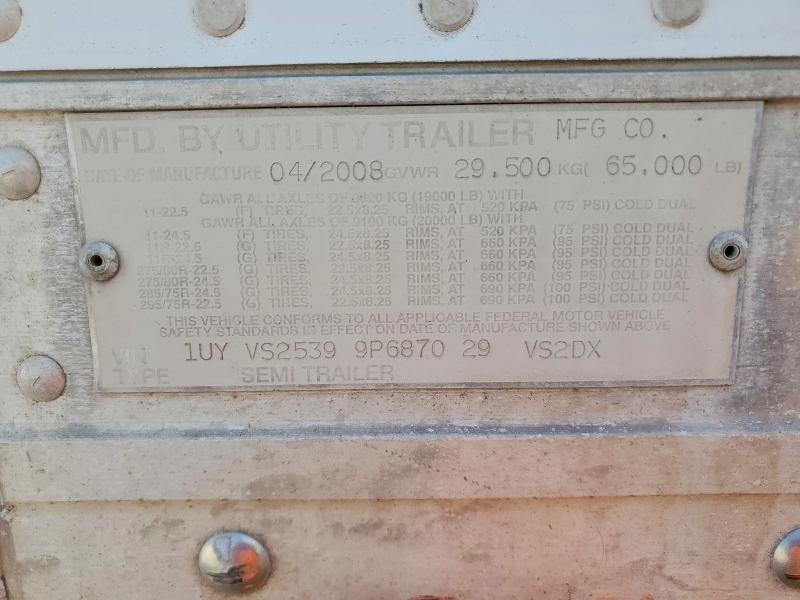 MFD. BY UTILITY TRAILER MFG CO.
DATE OF MANUFACTURE 04/2008 GVWR 29.500 KG( 65.000 LB)
GAWR ALL AXLES OF 8620 KG (19000 LB) WITH
11-22.5 (F) TIRES, 22.5x8.25 RIMS, AT 520 KPA (75 PSI) COLD DUAL
GAWR ALL AXLES OF 9100 KG (20000 LB) WITH
11-24.5 (F) TIRES, 24.5x8.25 RIMS, AT 520 KPA (75 PSI) COLD DUAL
11R-22.5 (G) TIRES, 22.5x8.25 RIMS, AT 660 KPA (95 PSI) COLD DUAL
11R-24.5 (G) TIRES, 24.5x8.25 RIMS, AT 660 KPA (95 PSI) COLD DUAL
275/80R-22.5 (G) TIRES, 22.5x8.25 RIMS, AT 660 KPA (95 PSI) COLD DUAL
275/80R-24.5 (G) TIRES, 24.5x8.25 RIMS, AT 660 KPA (95 PSI) COLD DUAL
285/75R-24.5 (G) TIRES, 24.5x8.25 RIMS, AT 690 KPA (100 PSI) COLD DUAL
295/75R-22.5 (G) TIRES, 22.5x8.25 RIMS, AT 690 KPA (100 PSI) COLD DUAL
THIS VEHICLE CONFORMS TO ALL APPLICABLE FEDERAL MOTOR VEHICLE
SAFETY STANDARDS IN EFFECT ON DATE OF MANUFACTURE SHOWN ABOVE
VIN 1UY VS2539 9P6870 29 VS2DX
TYPE SEMI TRAILER